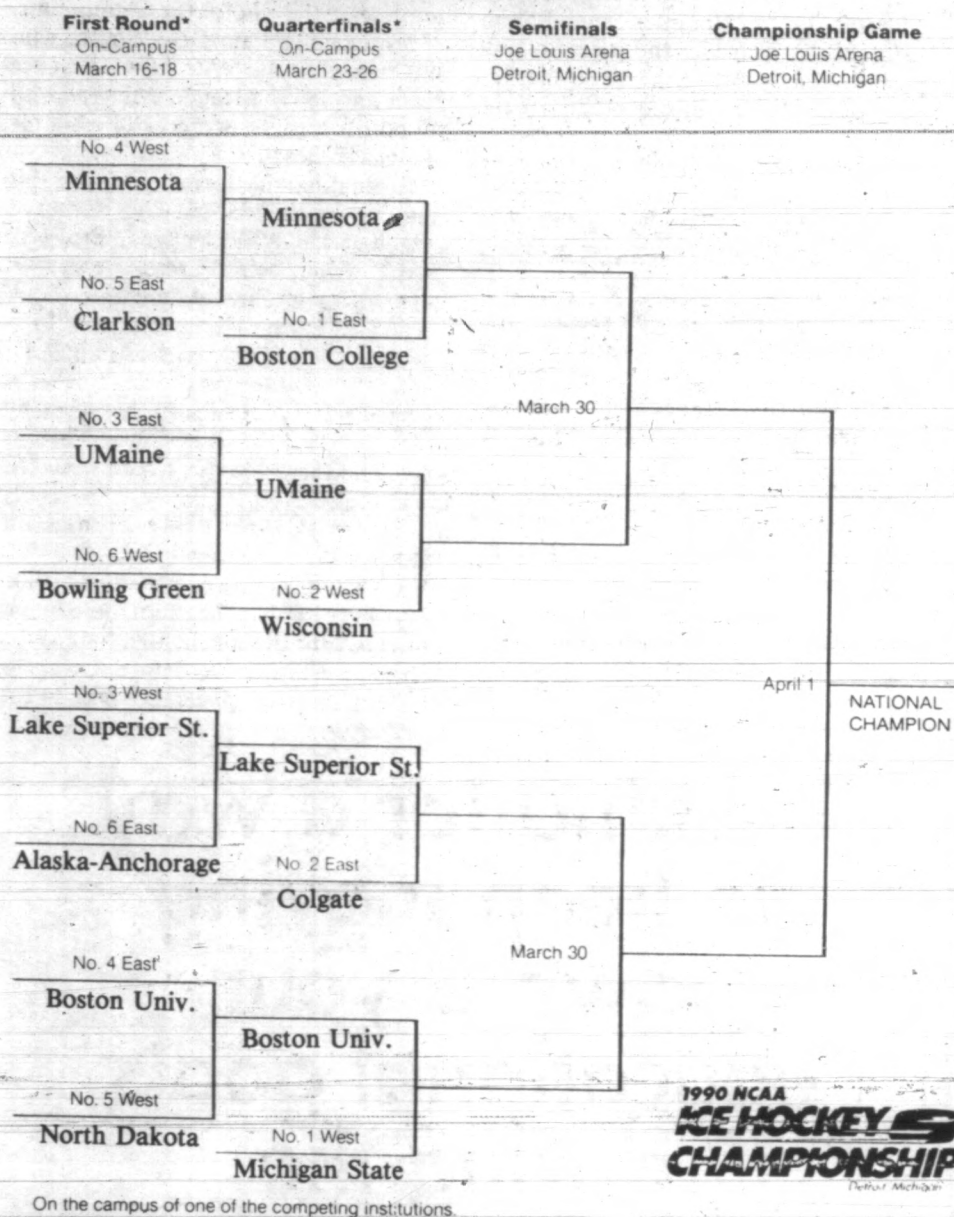 First Round*
On-Campus
March 16-18
Quarterfinals*
On-Campus
March 23-26
Semifinals
Joe Louis Arena
Detroit, Michigan
Championship Game
Joe Louis Arena
Detroit, Michigan
No. 4 West
Minnesota
Minnesota
No. 5 East
Clarkson
No. 1 East
Boston College
March 30
No. 3 East
UMaine
UMaine
No. 6 West
Bowling Green
No. 2 West
Wisconsin
April 1
NATIONAL
CHAMPION
No. 3 West
Lake Superior St.
Lake Superior St.
No. 6 East
Alaska-Anchorage
No. 2 East
Colgate
March 30
No. 4 East
Boston Univ.
Boston Univ.
No. 5 West
North Dakota
No. 1 West
Michigan State
1990 NCAA
ICE HOCKEY
CHAMPIONSHIP
Detroit Michigan
On the campus of one of the competing institutions.